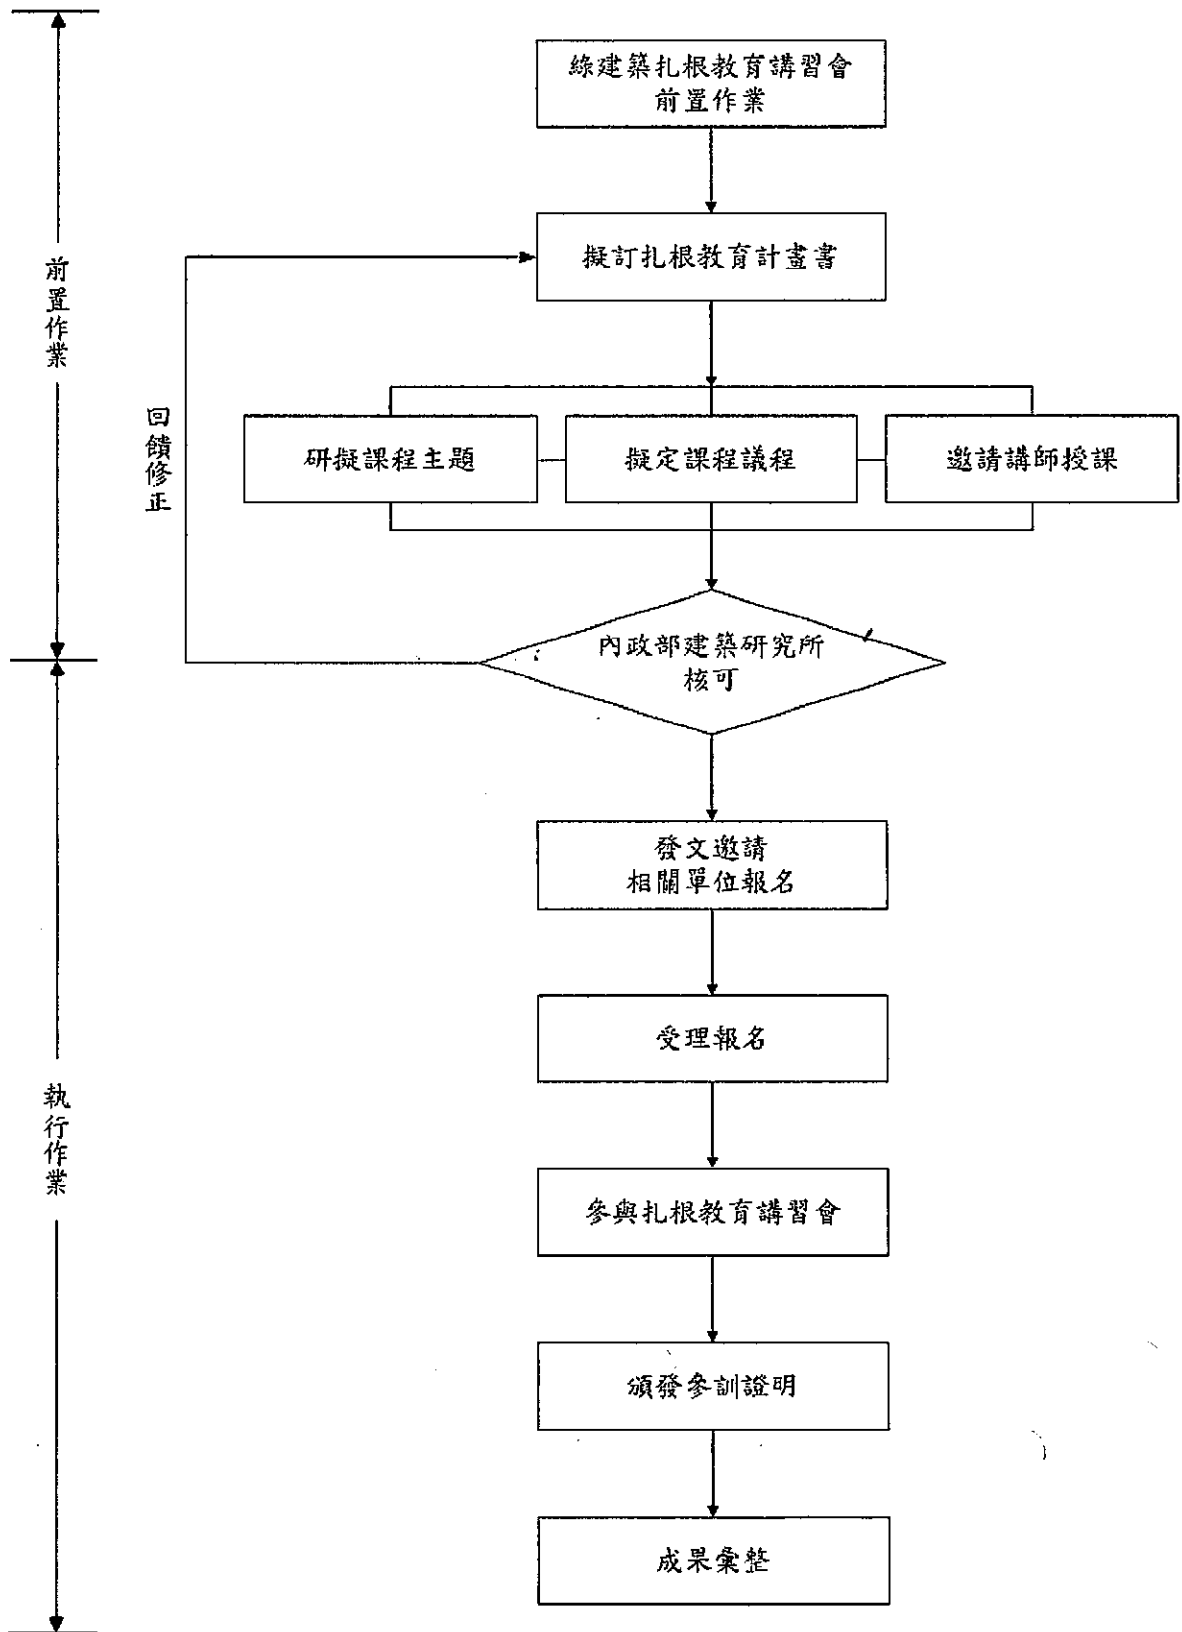 綠建築扎根教育講習會
前置作業
擬訂扎根教育計畫書
前置作業
回饋修正
研擬課程主題
擬定課程議程
邀請講師授課
內政部建築研究所
核可
發文邀請
相關單位報名
受理報名
執行作業
參與扎根教育講習會
頒發參訓證明
成果彙整